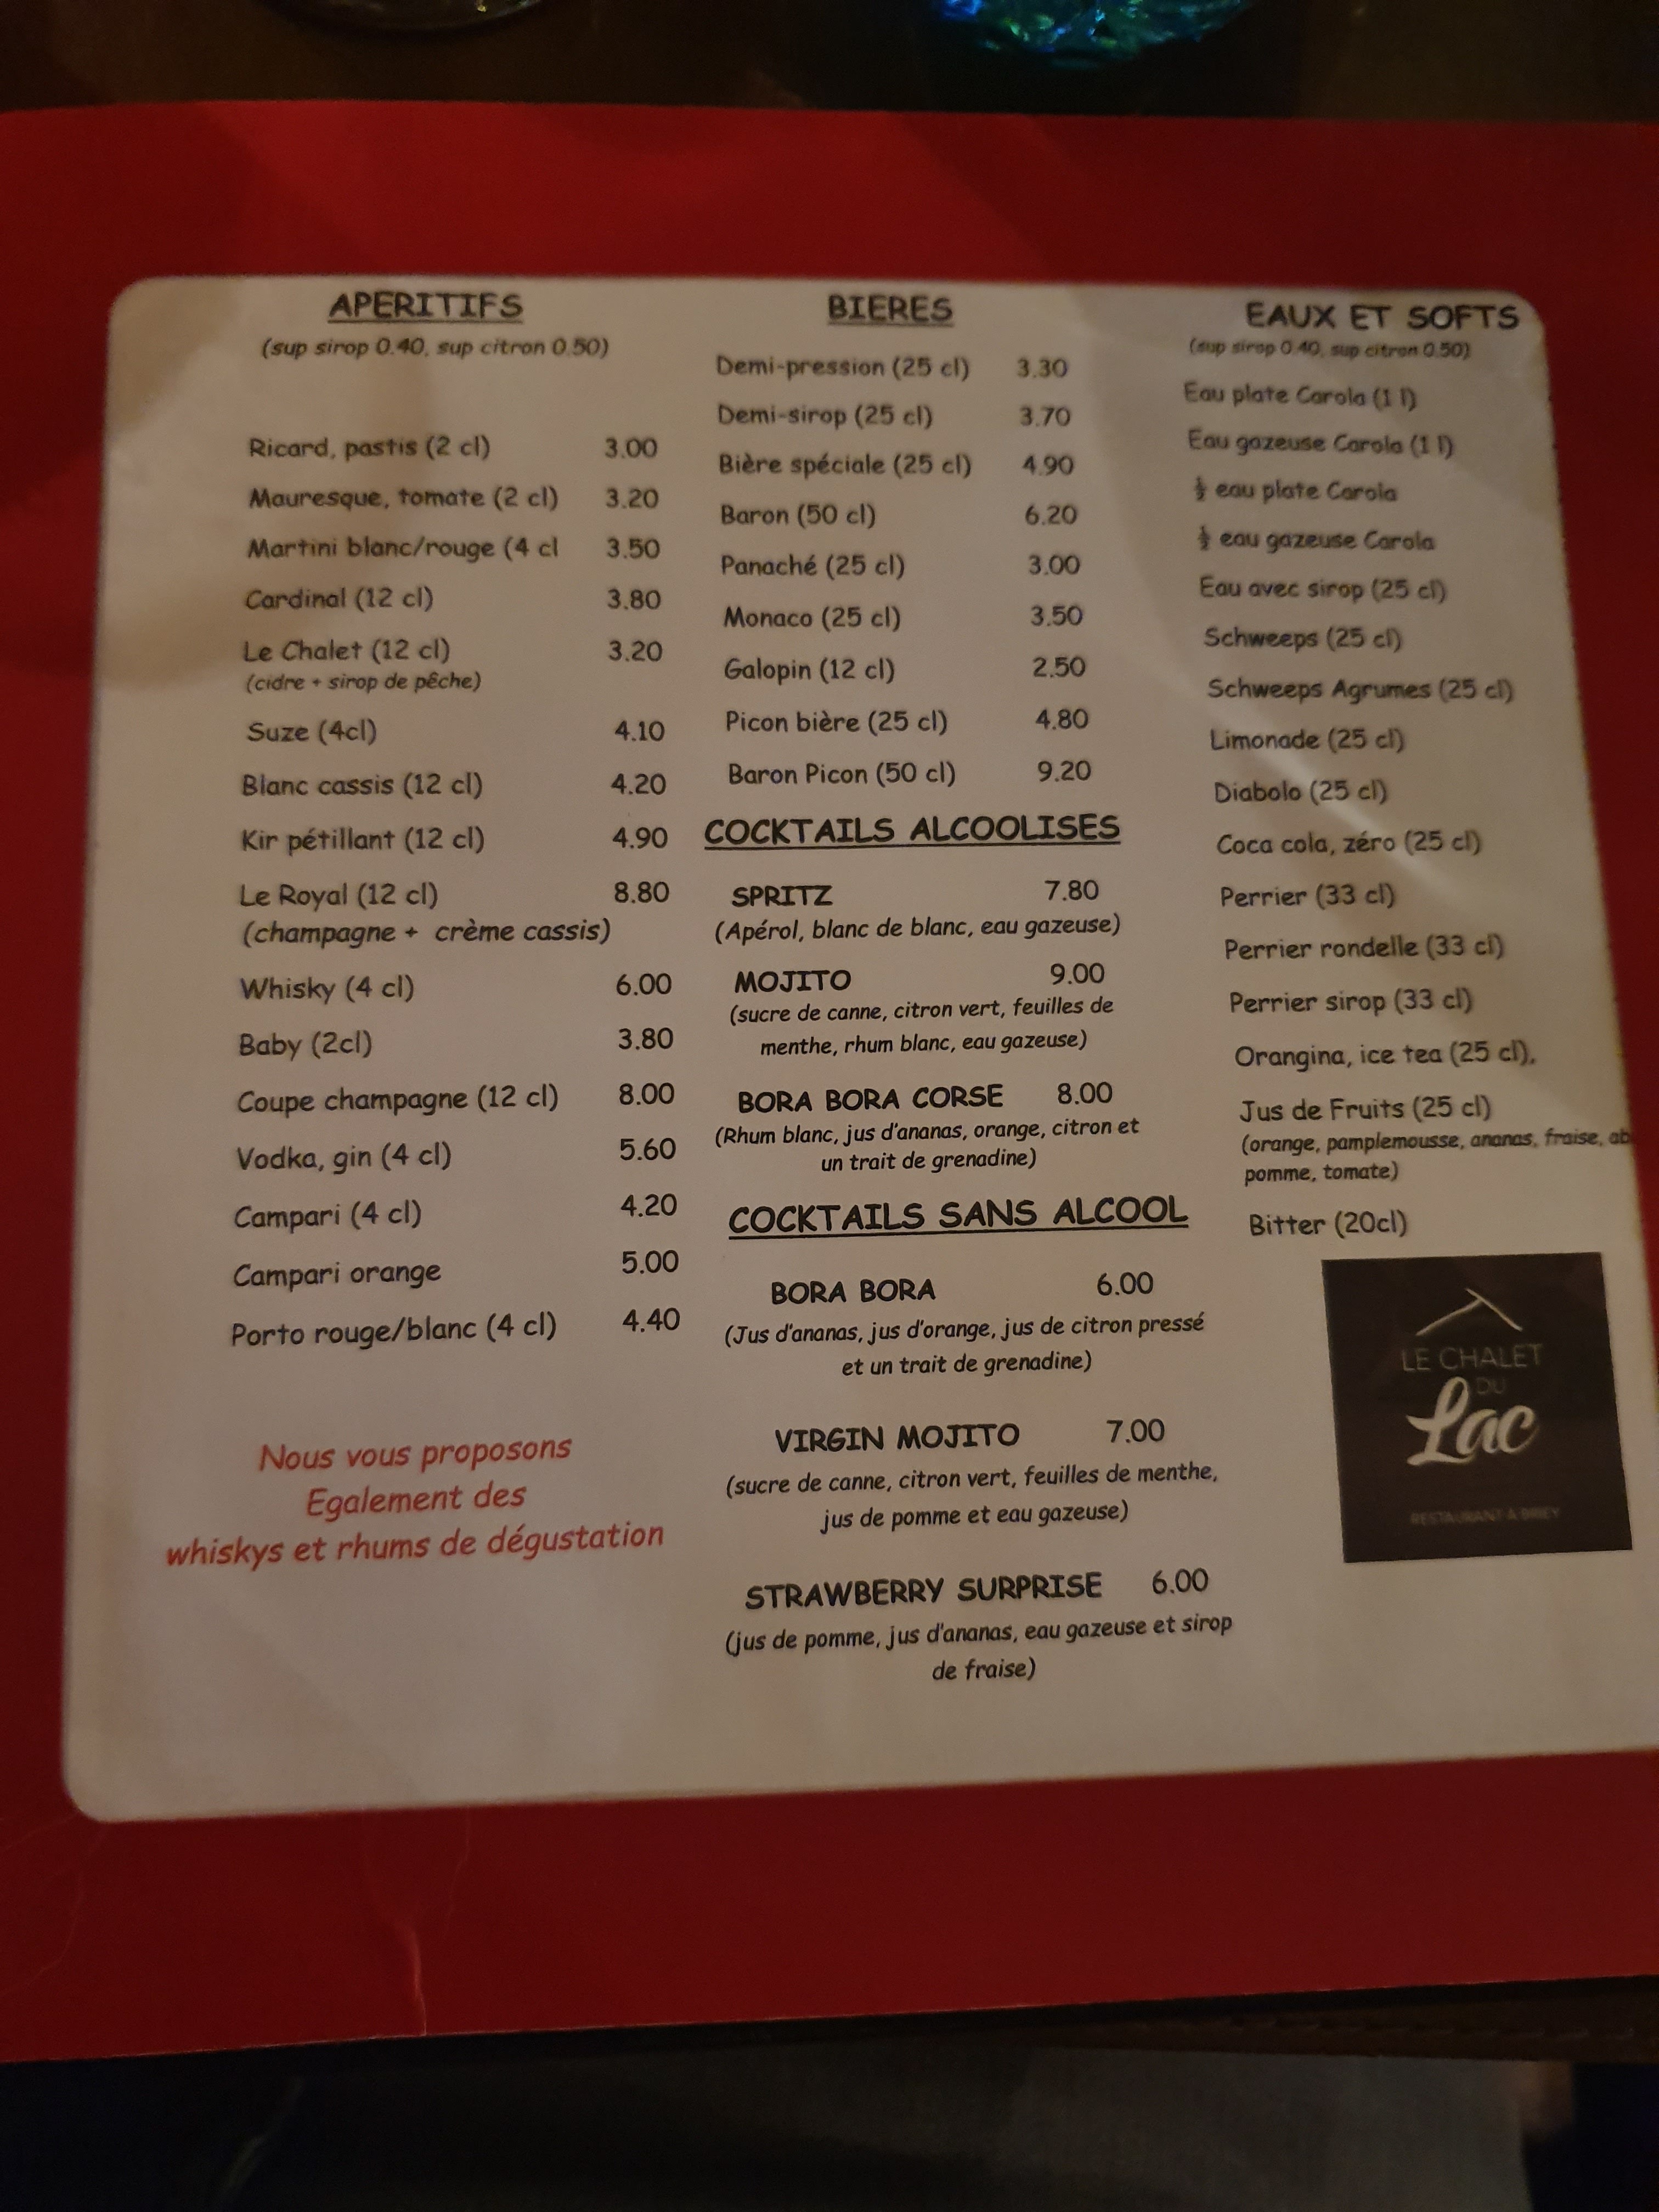 APERITIFS
(sup sirop 0.40, sup citron 0.50)
Ricard, pastis (2 cl) 3.00
Mauresque, tomate (2 cl) 3.20
Martini blanc/rouge (4 cl 3.50
Cardinal (12 cl) 3.80
Le Chalet (12 cl) 3.20
(cidre + sirop de pêche)
Suze (4cl) 4.10
Blanc cassis (12 cl) 4.20
Kir pétillant (12 cl) 4.90
Le Royal (12 cl) 8.80
(champagne + crème cassis)
Whisky (4 cl) 6.00
Baby (2cl) 3.80
Coupe champagne (12 cl) 8.00
Vodka, gin (4 cl) 5.60
Campari (4 cl) 4.20
Campari orange 5.00
Porto rouge/blanc (4 cl) 4.40
Nous vous proposons
Egalement des
whiskys et rhums de dégustation
BIERES
Demi-pression (25 cl) 3.30
Demi-sirop (25 cl) 3.70
Bière spéciale (25 cl) 4.90
Baron (50 cl) 6.20
Panaché (25 cl) 3.00
Monaco (25 cl) 3.50
Galopin (12 cl) 2.50
Picon bière (25 cl) 4.80
Baron Picon (50 cl) 9.20
COCKTAILS ALCOOLISES
SPRITZ 7.80
(Apérol, blanc de blanc, eau gazeuse)
MOJITO 9.00
(sucre de canne, citron vert, feuilles de
menthe, rhum blanc, eau gazeuse)
BORA BORA CORSE 8.00
(Rhum blanc, jus d'ananas, orange, citron et
un trait de grenadine)
COCKTAILS SANS ALCOOL
BORA BORA 6.00
(Jus d'ananas, jus d'orange, jus de citron pressé
et un trait de grenadine)
VIRGIN MOJITO 7.00
(sucre de canne, citron vert, feuilles de menthe,
jus de pomme et eau gazeuse)
STRAWBERRY SURPRISE 6.00
(jus de pomme, jus d'ananas, eau gazeuse et sirop
de fraise)
EAUX ET SOFTS
(sup sirop 0.40, sup citron 0.50)
Eau plate Carola (1 l)
Eau gazeuse Carola (1 l)
½ eau plate Carola
½ eau gazeuse Carola
Eau avec sirop (25 cl)
Schweeps (25 cl)
Schweeps Agrumes (25 cl)
Limonade (25 cl)
Diabolo (25 cl)
Coca cola, zéro (25 cl)
Perrier (33 cl)
Perrier rondelle (33 cl)
Perrier sirop (33 cl)
Orangina, ice tea (25 cl),
Jus de Fruits (25 cl)
(orange, pamplemousse, ananas, fraise, ab
pomme, tomate)
Bitter (20cl)
LE CHALET
DU
Lac
RESTAURANT À BRIEY